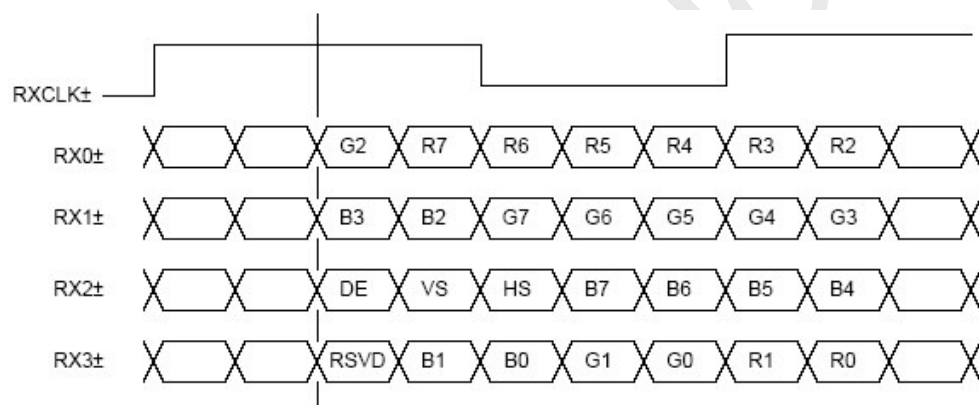 RXCLK±
RX0± G2 R7 R6 R5 R4 R3 R2
RX1± B3 B2 G7 G6 G5 G4 G3
RX2± DE VS HS B7 B6 B5 B4
RX3± RSVD B1 B0 G1 G0 R1 R0